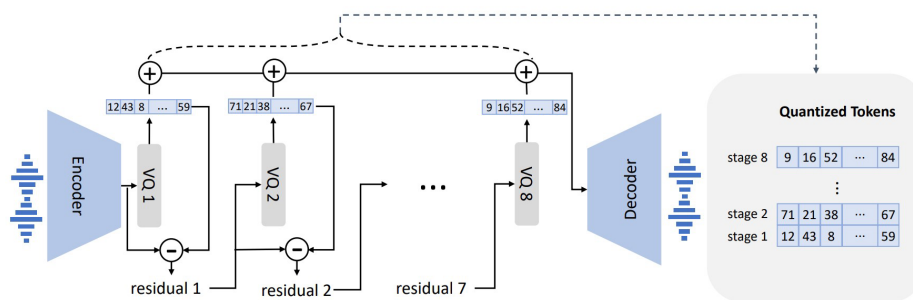 12 43 8 ... 59
71 21 38 ... 67
9 16 52 ... 84
Encoder
VQ 1
VQ 2
...
VQ 8
Decoder
residual 1
residual 2
residual 7
Quantized Tokens
stage 8 9 16 52 ... 84
⋮
stage 2 71 21 38 ... 67
stage 1 12 43 8 ... 59